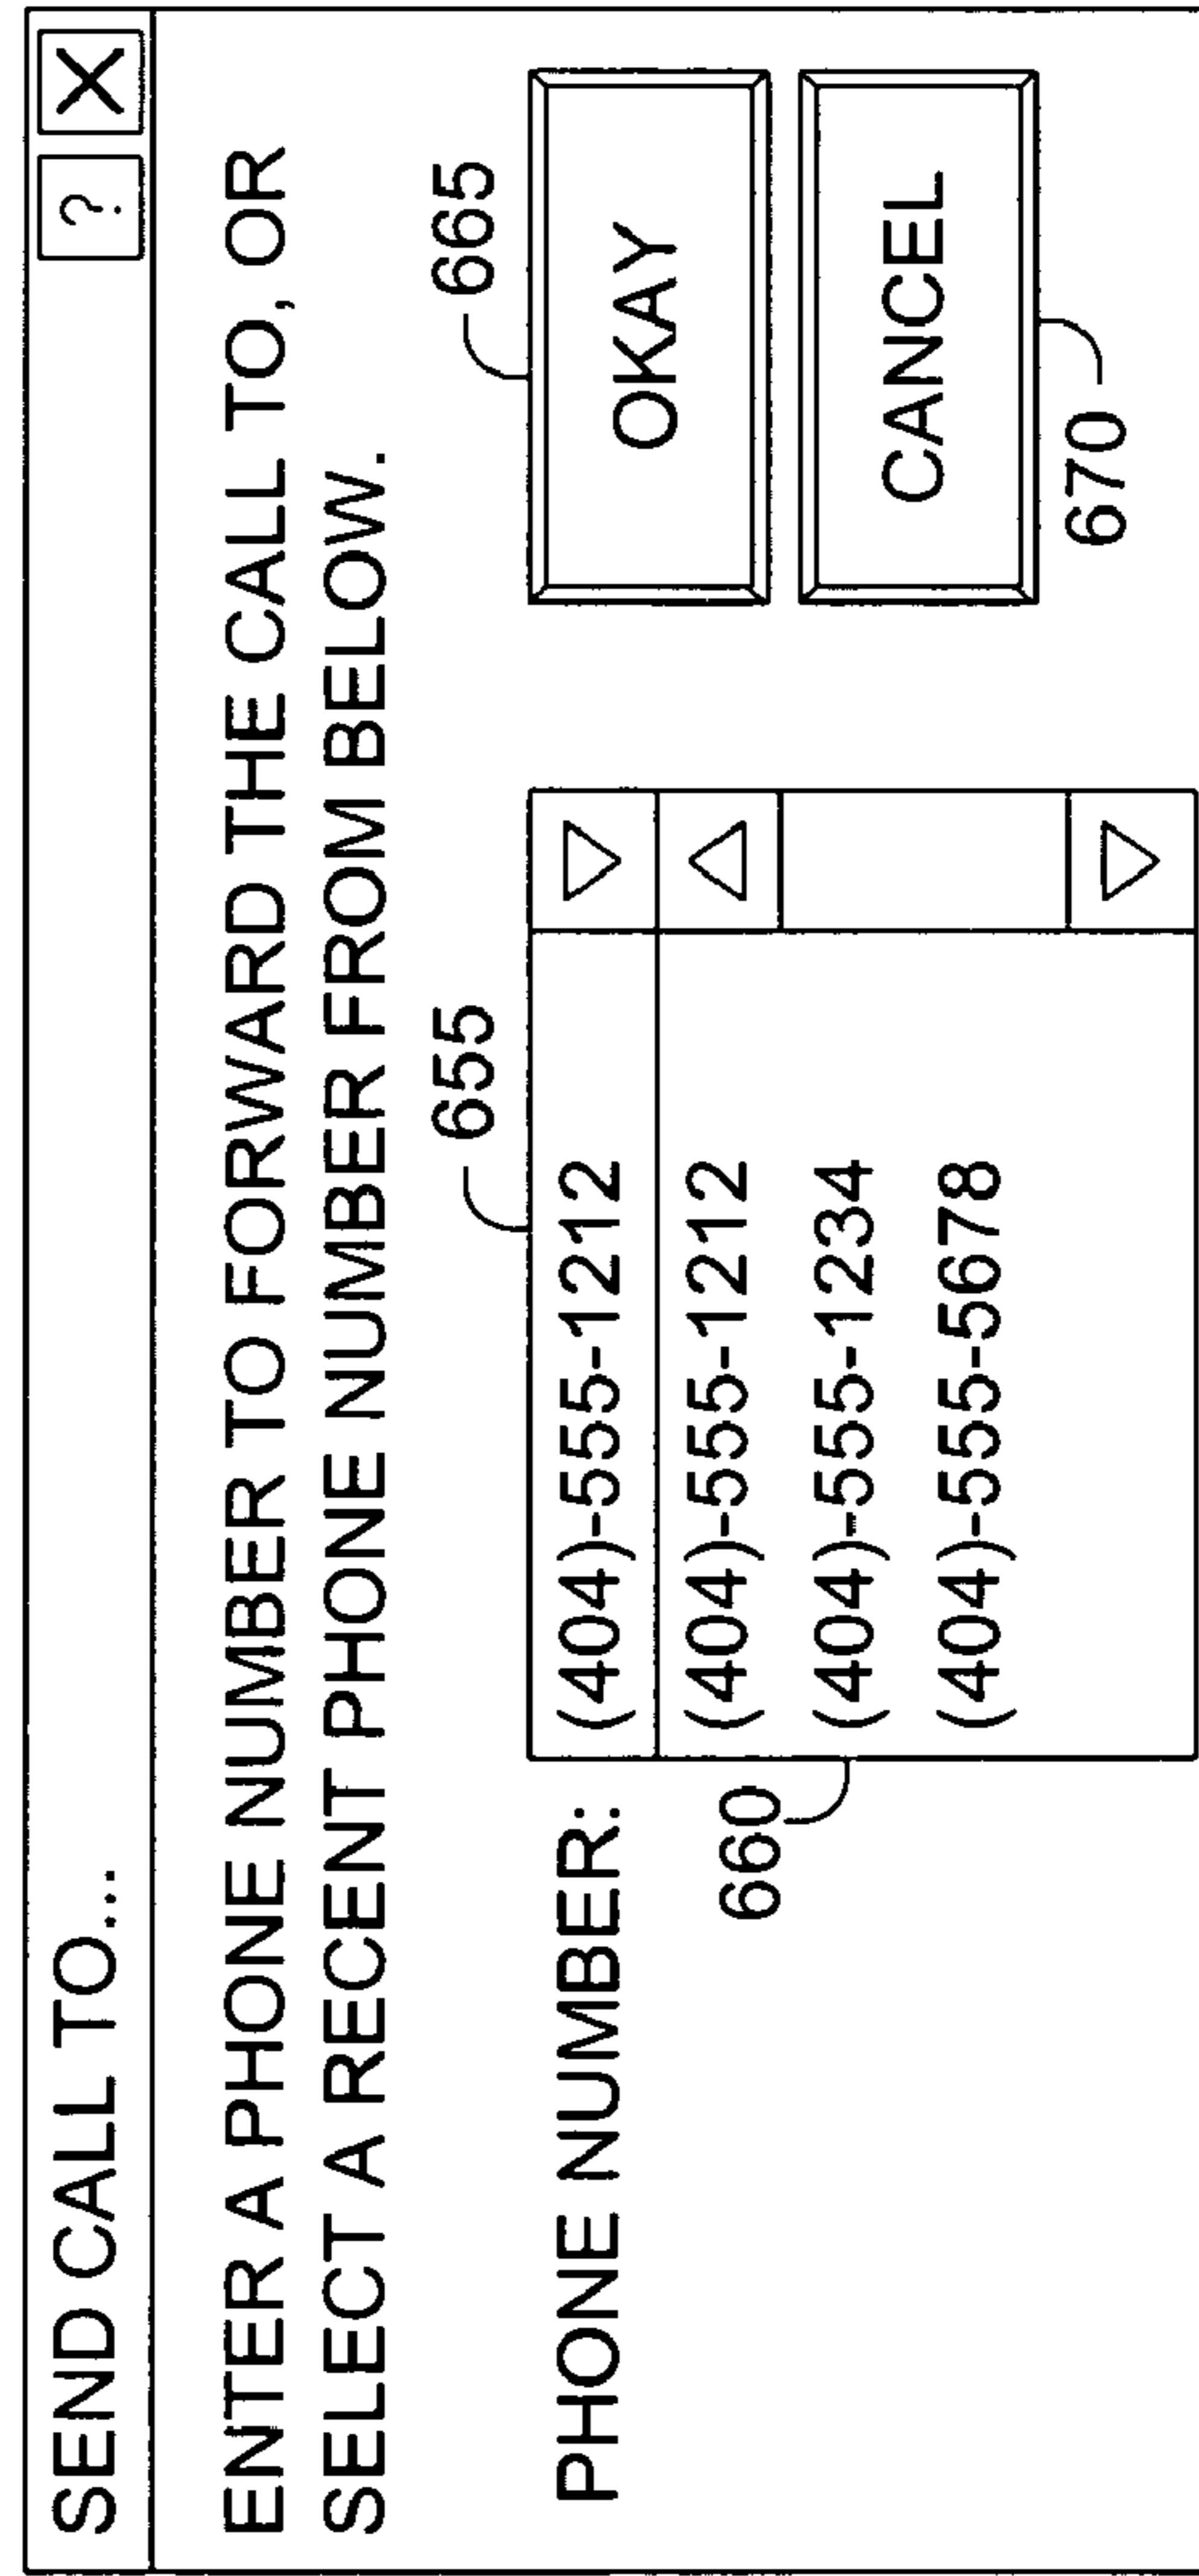 SEND CALL TO...
?
X
ENTER A PHONE NUMBER TO FORWARD THE CALL TO, OR
SELECT A RECENT PHONE NUMBER FROM BELOW.
655
665
PHONE NUMBER:
(404)-555-1212
OKAY
660
(404)-555-1212
(404)-555-1234
CANCEL
(404)-555-5678
670